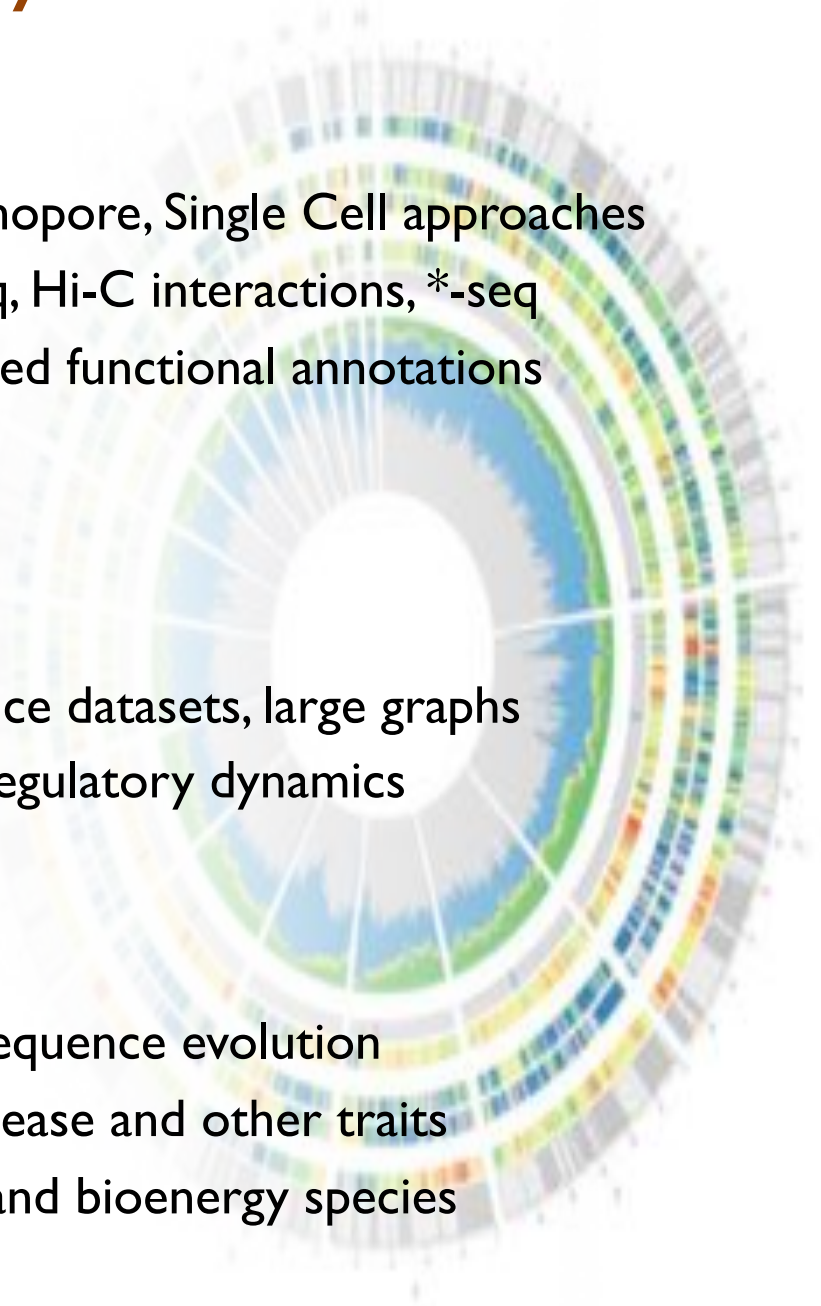 y
nopore, Single Cell approaches
q, Hi-C interactions, *-seq
ed functional annotations
ce datasets, large graphs
egulatory dynamics
equence evolution
ease and other traits
and bioenergy species